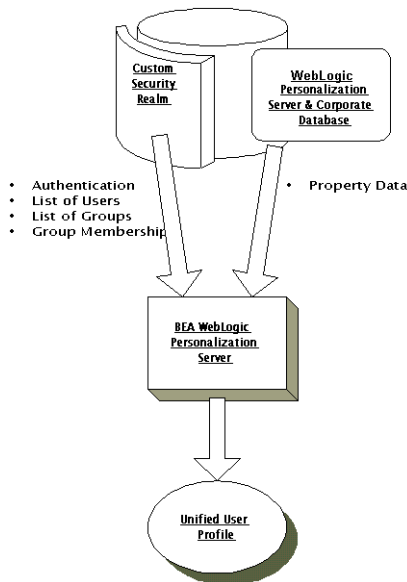 Custom
Security
Realm
WebLogic
Personalization
Server & Corporate
Database
• Authentication
• List of Users
• List of Groups
• Group Membership
• Property Data
BEA WebLogic
Personalization
Server
Unified User
Profile